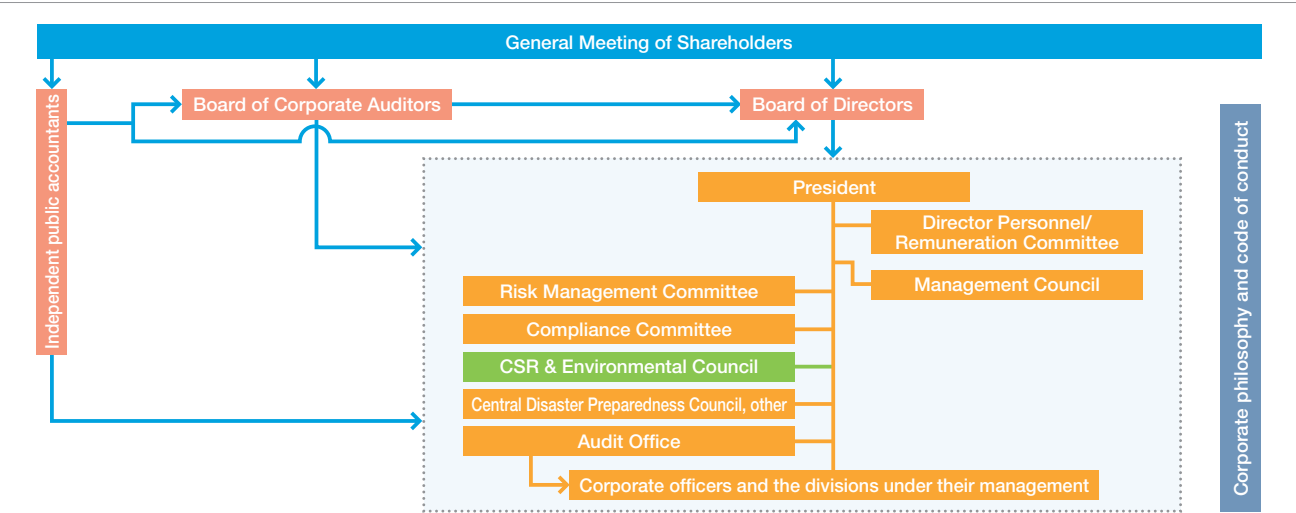 General Meeting of Shareholders
Independent public accountants
Board of Corporate Auditors
Board of Directors
Corporate philosophy and code of conduct
President
Director Personnel/
Remuneration Committee
Management Council
Risk Management Committee
Compliance Committee
CSR & Environmental Council
Central Disaster Preparedness Council, other
Audit Office
Corporate officers and the divisions under their management